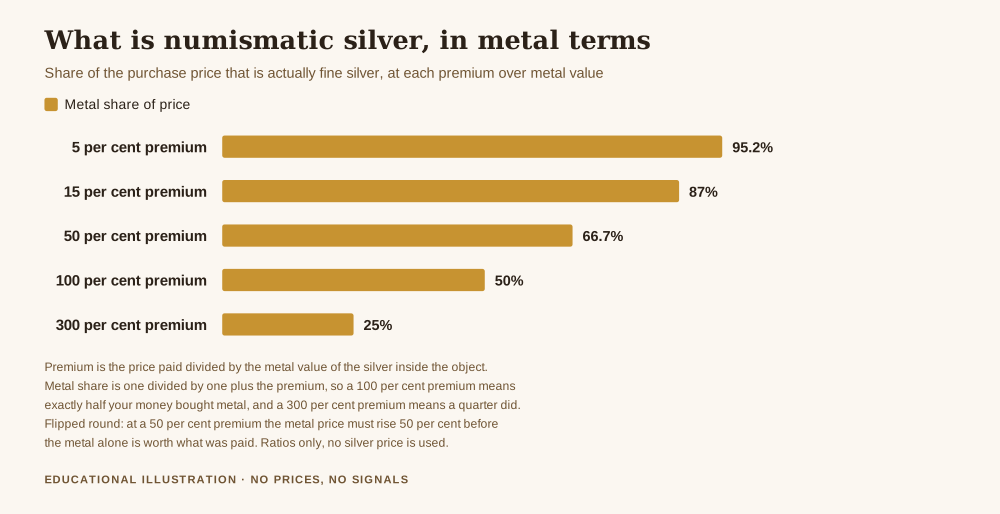 What is numismatic silver, in metal terms
Share of the purchase price that is actually fine silver, at each premium over metal value
Metal share of price
5 per cent premium 95.2%
15 per cent premium 87%
50 per cent premium 66.7%
100 per cent premium 50%
300 per cent premium 25%
Premium is the price paid divided by the metal value of the silver inside the object.
Metal share is one divided by one plus the premium, so a 100 per cent premium means
exactly half your money bought metal, and a 300 per cent premium means a quarter did.
Flipped round: at a 50 per cent premium the metal price must rise 50 per cent before
the metal alone is worth what was paid. Ratios only, no silver price is used.
EDUCATIONAL ILLUSTRATION · NO PRICES, NO SIGNALS